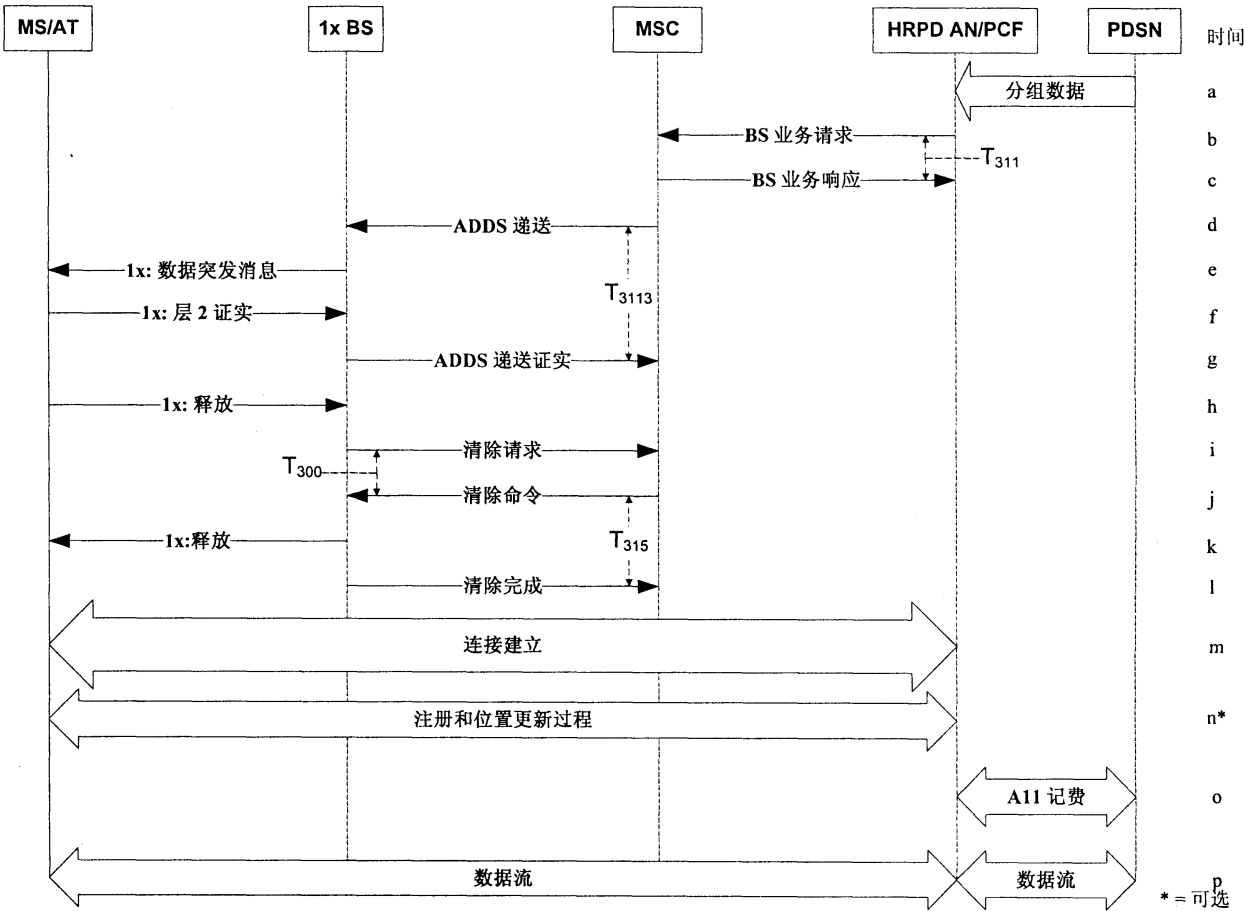 MS/AT 1x BS MSC HRPD AN/PCF PDSN 时间
分组数据 a
BS 业务请求 b
T311
BS 业务响应 c
ADDS 递送 d
1x: 数据突发消息 e
T3113
1x: 层 2 证实 f
ADDS 递送证实 g
1x: 释放 h
清除请求 i
T300
清除命令 j
1x:释放 T315 k
清除完成 l
连接建立 m
注册和位置更新过程 n*
A11 记费 o
数据流 数据流 p
* = 可选